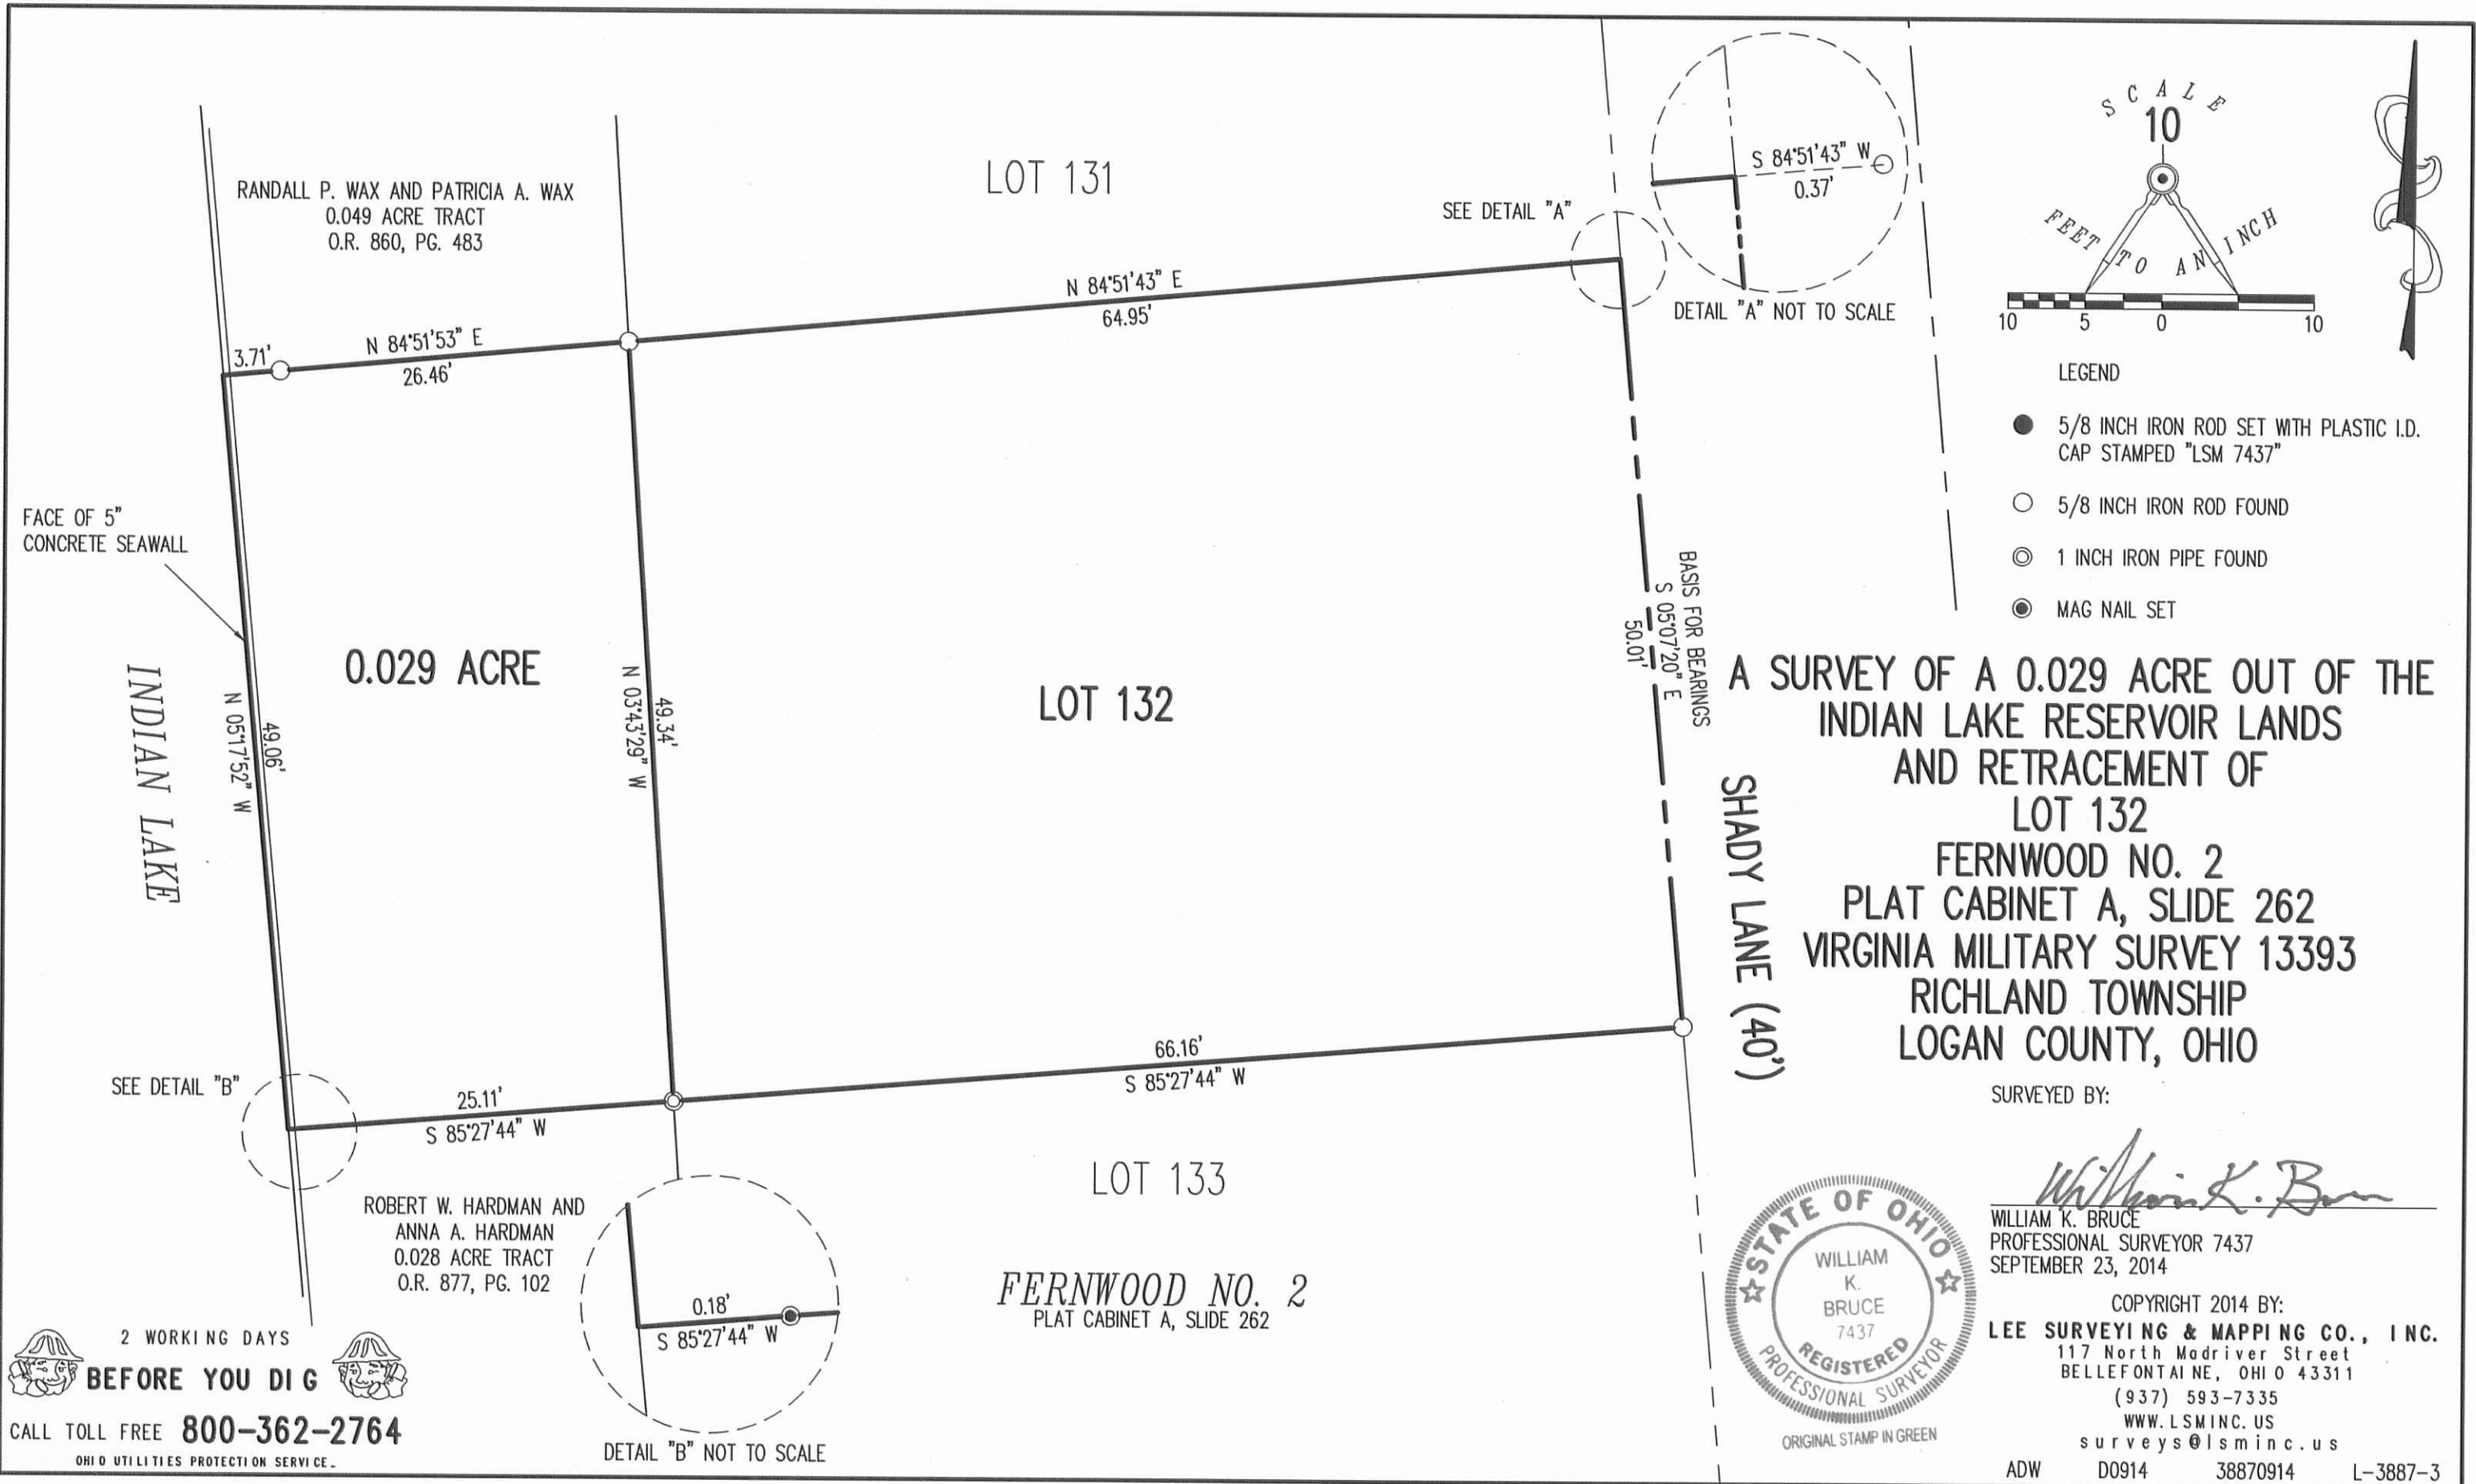 RANDALL P. WAX AND PATRICIA A. WAX
0.049 ACRE TRACT
O.R. 860, PG. 483
LOT 131
SEE DETAIL "A"
S 84°51'43" W
0.37'
DETAIL "A" NOT TO SCALE
SCALE
10
FEET TO AN INCH
10 5 0 10
N 84°51'43" E
64.95'
3.71'
N 84°51'53" E
26.46'
LEGEND
5/8 INCH IRON ROD SET WITH PLASTIC I.D.
CAP STAMPED "LSM 7437"
5/8 INCH IRON ROD FOUND
1 INCH IRON PIPE FOUND
MAG NAIL SET
FACE OF 5"
CONCRETE SEAWALL
INDIAN LAKE
49.06'
N 05°17'52" W
0.029 ACRE
49.34'
N 03°43'29" W
LOT 132
BASIS FOR BEARINGS
S 05°07'20" E
50.01'
SHADY LANE (40')
A SURVEY OF A 0.029 ACRE OUT OF THE
INDIAN LAKE RESERVOIR LANDS
AND RETRACEMENT OF
LOT 132
FERNWOOD NO. 2
PLAT CABINET A, SLIDE 262
VIRGINIA MILITARY SURVEY 13393
RICHLAND TOWNSHIP
LOGAN COUNTY, OHIO
SEE DETAIL "B"
25.11'
S 85°27'44" W
66.16'
S 85°27'44" W
LOT 133
ROBERT W. HARDMAN AND
ANNA A. HARDMAN
0.028 ACRE TRACT
O.R. 877, PG. 102
0.18'
S 85°27'44" W
DETAIL "B" NOT TO SCALE
FERNWOOD NO. 2
PLAT CABINET A, SLIDE 262
2 WORKING DAYS
BEFORE YOU DIG
CALL TOLL FREE 800-362-2764
OHIO UTILITIES PROTECTION SERVICE.
STATE OF OHIO
WILLIAM
K.
BRUCE
7437
REGISTERED
PROFESSIONAL SURVEYOR
ORIGINAL STAMP IN GREEN
SURVEYED BY:
William K. Bruce
WILLIAM K. BRUCE
PROFESSIONAL SURVEYOR 7437
SEPTEMBER 23, 2014
COPYRIGHT 2014 BY:
LEE SURVEYING & MAPPING CO., INC.
117 North Madriver Street
BELLEFONTAINE, OHIO 43311
(937) 593-7335
WWW.LSMINC.US
surveys@lsminc.us
ADW D0914 38870914 L-3887-3